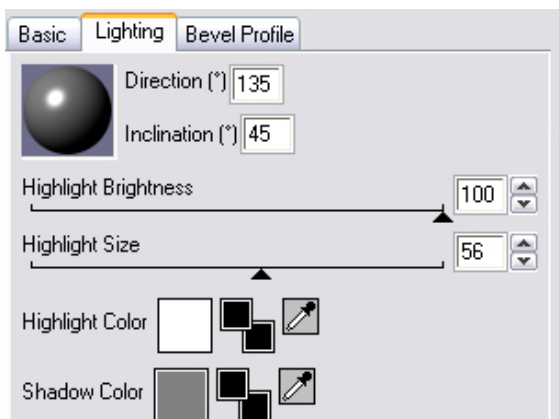 Basic Lighting Bevel Profile
Direction (°) 135
Inclination (°) 45
Highlight Brightness 100
Highlight Size 56
Highlight Color
Shadow Color